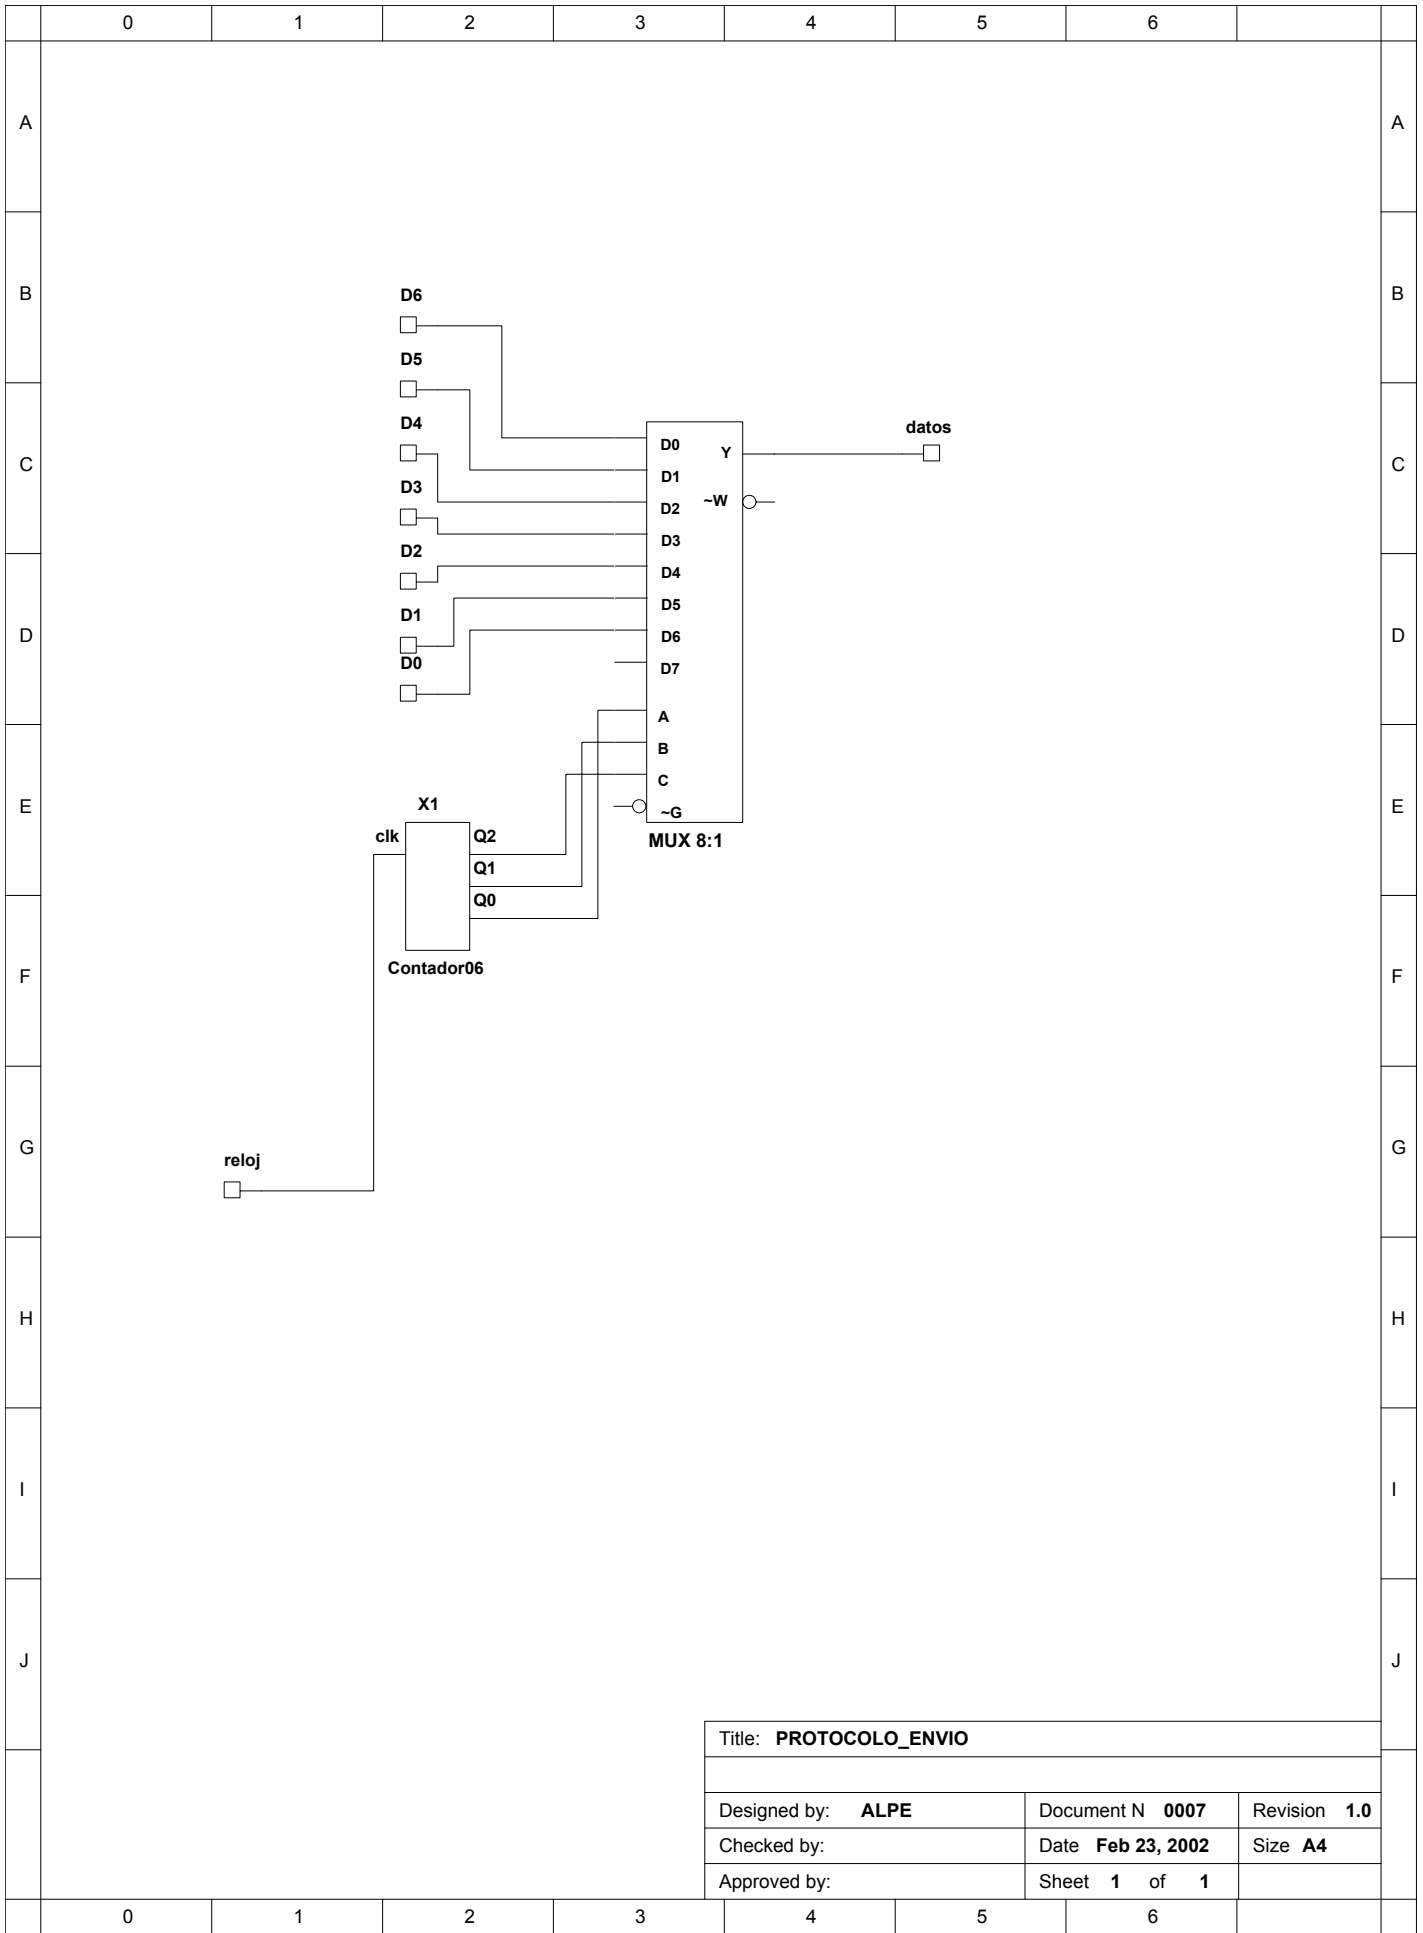 0 1 2 3 4 5 6
A A
B B
D6
D5
D4
datos
D0 Y
C C
D1
D3
~W
D2
D3
D2
D4
D5
D1
D6
D D
D0
D7
A
B
C
X1
E E
~G
clk Q2
MUX 8:1
Q1
Q0
Contador06
F F
G G
reloj
H H
I I
J J
Title: PROTOCOLO_ENVIO
Designed by: ALPE Document N 0007 Revision 1.0
Checked by: Date Feb 23, 2002 Size A4
Approved by: Sheet 1 of 1
0 1 2 3 4 5 6